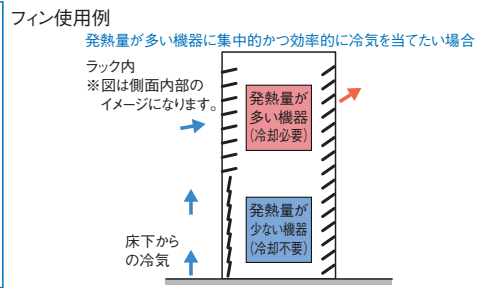 フィン使用例
発熱量が多い機器に集中的かつ効率的に冷気を当てたい場合
ラック内
※図は側面内部の
イメージになります。
発熱量が
多い機器
(冷却必要)
発熱量が
少ない機器
(冷却不要)
床下から
の冷気